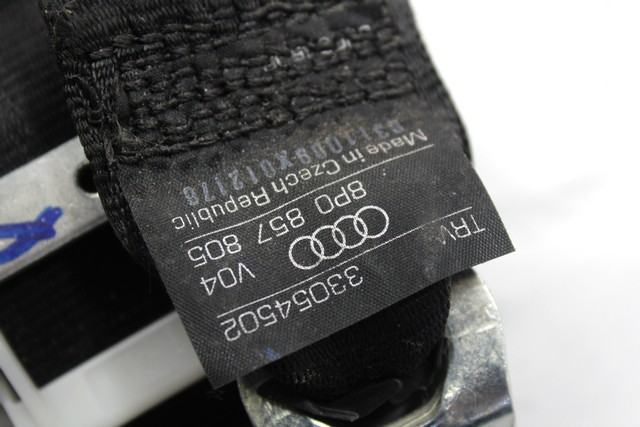 33054502 TRW
V04
8P0 857 805
Made in Czech Republic